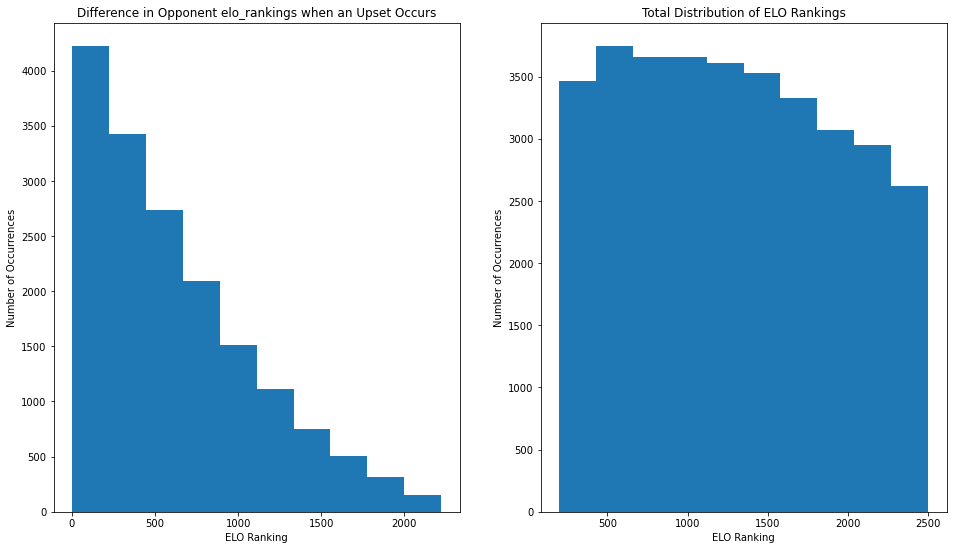 Difference in Opponent elo_rankings when an Upset Occurs
Number of Occurrences
4000
3500
3000
2500
2000
1500
1000
500
0
0 500 1000 1500 2000
ELO Ranking
Total Distribution of ELO Rankings
Number of Occurrences
3500
3000
2500
2000
1500
1000
500
0
500 1000 1500 2000 2500
ELO Ranking